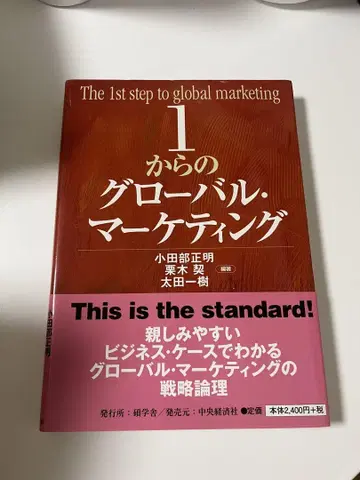 The 1st step to global marketing
1
からの
グローバル・
マーケティング
小田部正明
栗木 契
太田一樹
編著
This is the standard!
親しみやすい
ビジネス・ケースでわかる
グローバル・マーケティングの
戦略論理
発行所：碩学舎／発売元：中央経済社
●定価 本体2,400円+税